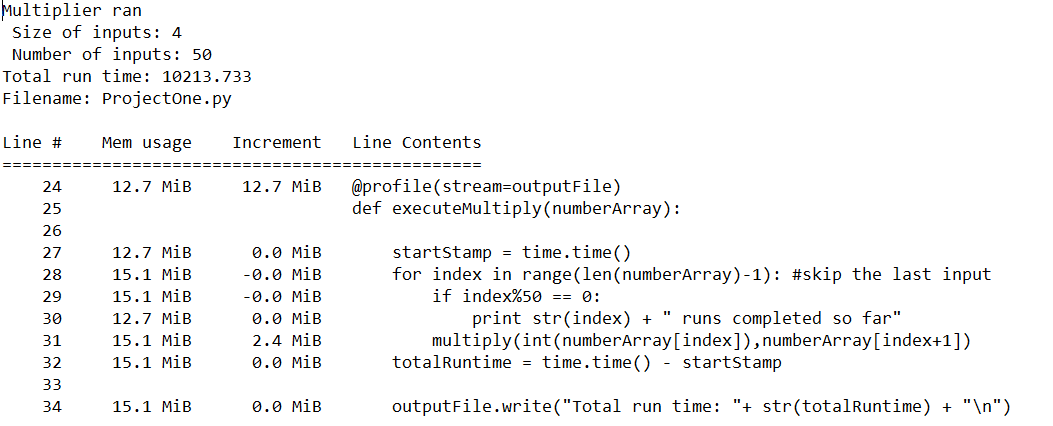 Multiplier ran
 Size of inputs: 4
 Number of inputs: 50
Total run time: 10213.733
Filename: ProjectOne.py

Line #    Mem usage    Increment   Line Contents
================================================
    24     12.7 MiB     12.7 MiB   @profile(stream=outputFile)
    25                             def executeMultiply(numberArray):
    26
    27     12.7 MiB      0.0 MiB       startStamp = time.time()
    28     15.1 MiB     -0.0 MiB       for index in range(len(numberArray)-1): #skip the last input
    29     15.1 MiB     -0.0 MiB           if index%50 == 0:
    30     12.7 MiB      0.0 MiB               print str(index) + " runs completed so far"
    31     15.1 MiB      2.4 MiB           multiply(int(numberArray[index]),numberArray[index+1])
    32     15.1 MiB      0.0 MiB       totalRuntime = time.time() - startStamp
    33
    34     15.1 MiB      0.0 MiB       outputFile.write("Total run time: "+ str(totalRuntime) + "\n")